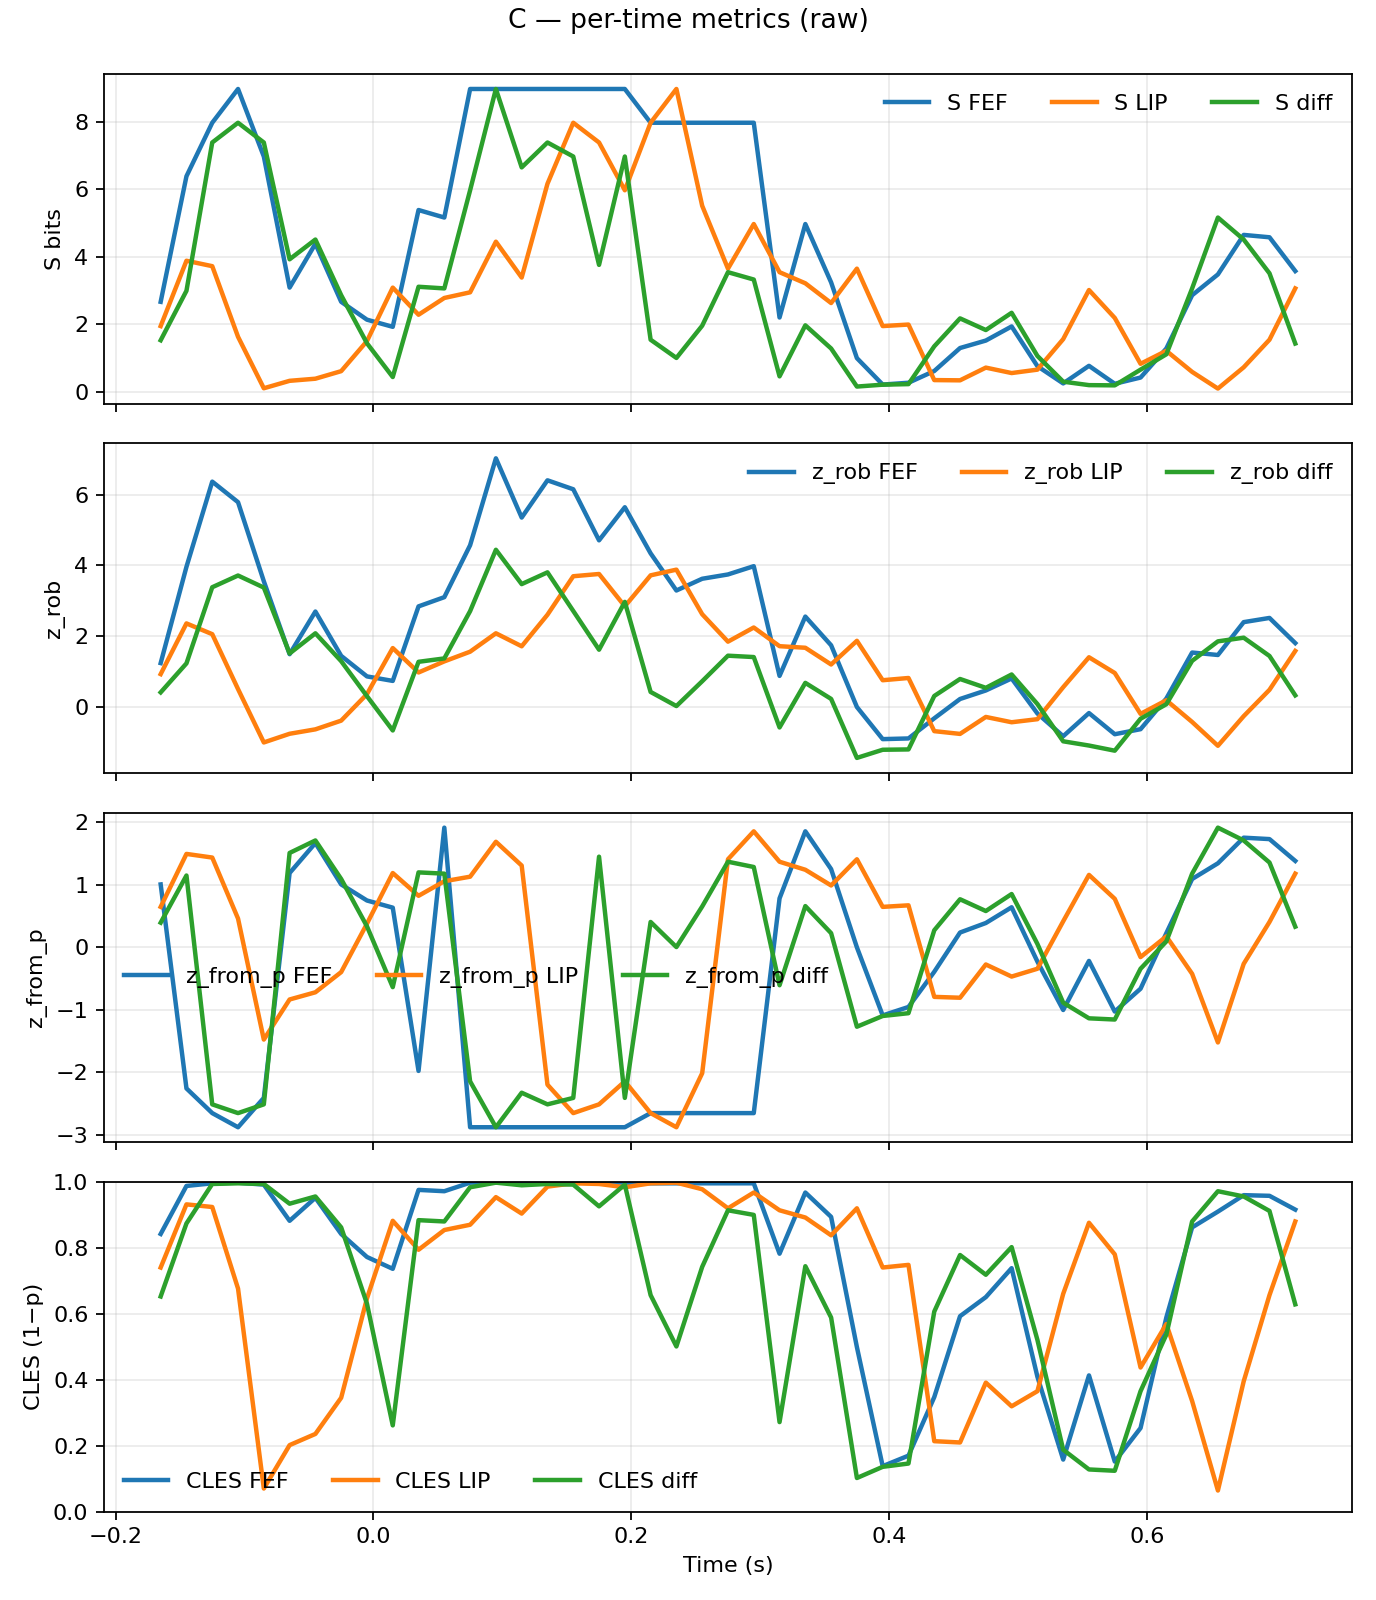 C — per-time metrics (raw)
S FEF S LIP S diff
8
6
4
2
0
S bits
z_rob FEF z_rob LIP z_rob diff
6
4
2
0
z_rob
2
1
0
−1
−2
−3
z_from_p
z_from_p FEF z_from_p LIP z_from_p diff
1.0
0.8
0.6
0.4
0.2
0.0
CLES (1−p)
CLES FEF CLES LIP CLES diff
−0.2 0.0 0.2 0.4 0.6
Time (s)